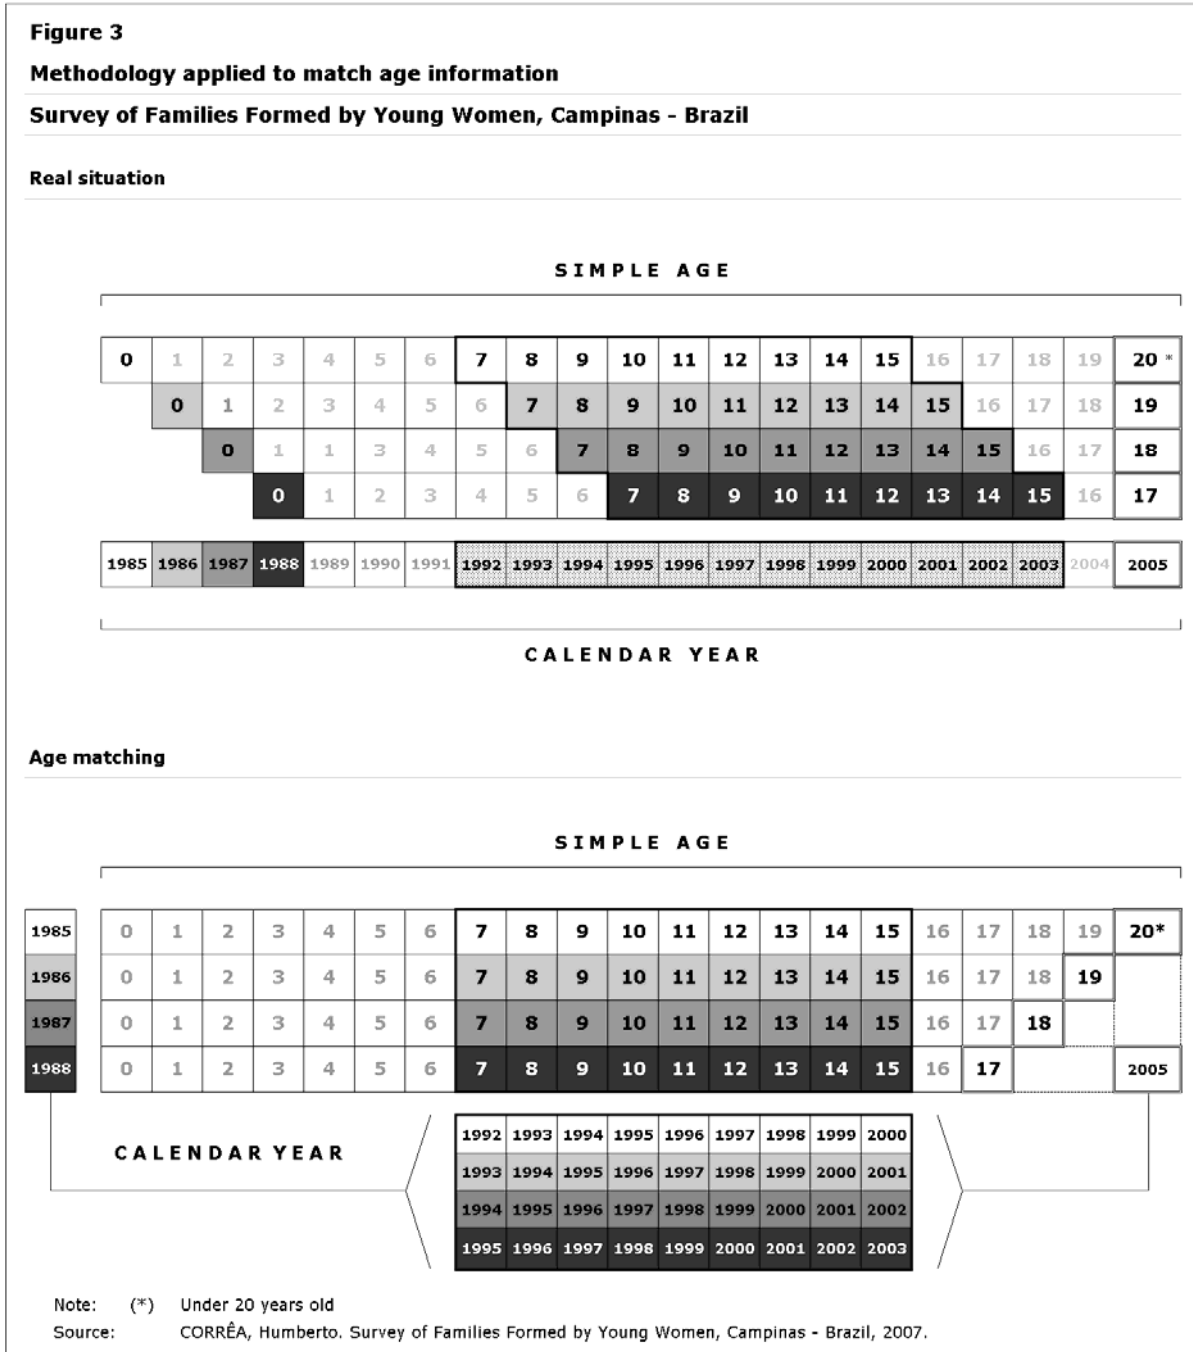 Figure 3
Methodology applied to match age information
Survey of Families Formed by Young Women, Campinas - Brazil
Real situation
SIMPLE AGE
0 1 2 3 4 5 6 7 8 9 10 11 12 13 14 15 16 17 18 19 20 *
0 1 2 3 4 5 6 7 8 9 10 11 12 13 14 15 16 17 18 19
0 1 1 3 4 5 6 7 8 9 10 11 12 13 14 15 16 17 18
0 1 2 3 4 5 6 7 8 9 10 11 12 13 14 15 16 17
1985 1986 1987 1988 1989 1990 1991 1992 1993 1994 1995 1996 1997 1998 1999 2000 2001 2002 2003 2004 2005
CALENDAR YEAR
Age matching
SIMPLE AGE
1985 0 1 2 3 4 5 6 7 8 9 10 11 12 13 14 15 16 17 18 19 20*
1986 0 1 2 3 4 5 6 7 8 9 10 11 12 13 14 15 16 17 18 19
1987 0 1 2 3 4 5 6 7 8 9 10 11 12 13 14 15 16 17 18
1988 0 1 2 3 4 5 6 7 8 9 10 11 12 13 14 15 16 17 2005
CALENDAR YEAR
1992 1993 1994 1995 1996 1997 1998 1999 2000
1993 1994 1995 1996 1997 1998 1999 2000 2001
1994 1995 1996 1997 1998 1999 2000 2001 2002
1995 1996 1997 1998 1999 2000 2001 2002 2003
Note: (*) Under 20 years old
Source: CORRÊA, Humberto. Survey of Families Formed by Young Women, Campinas - Brazil, 2007.